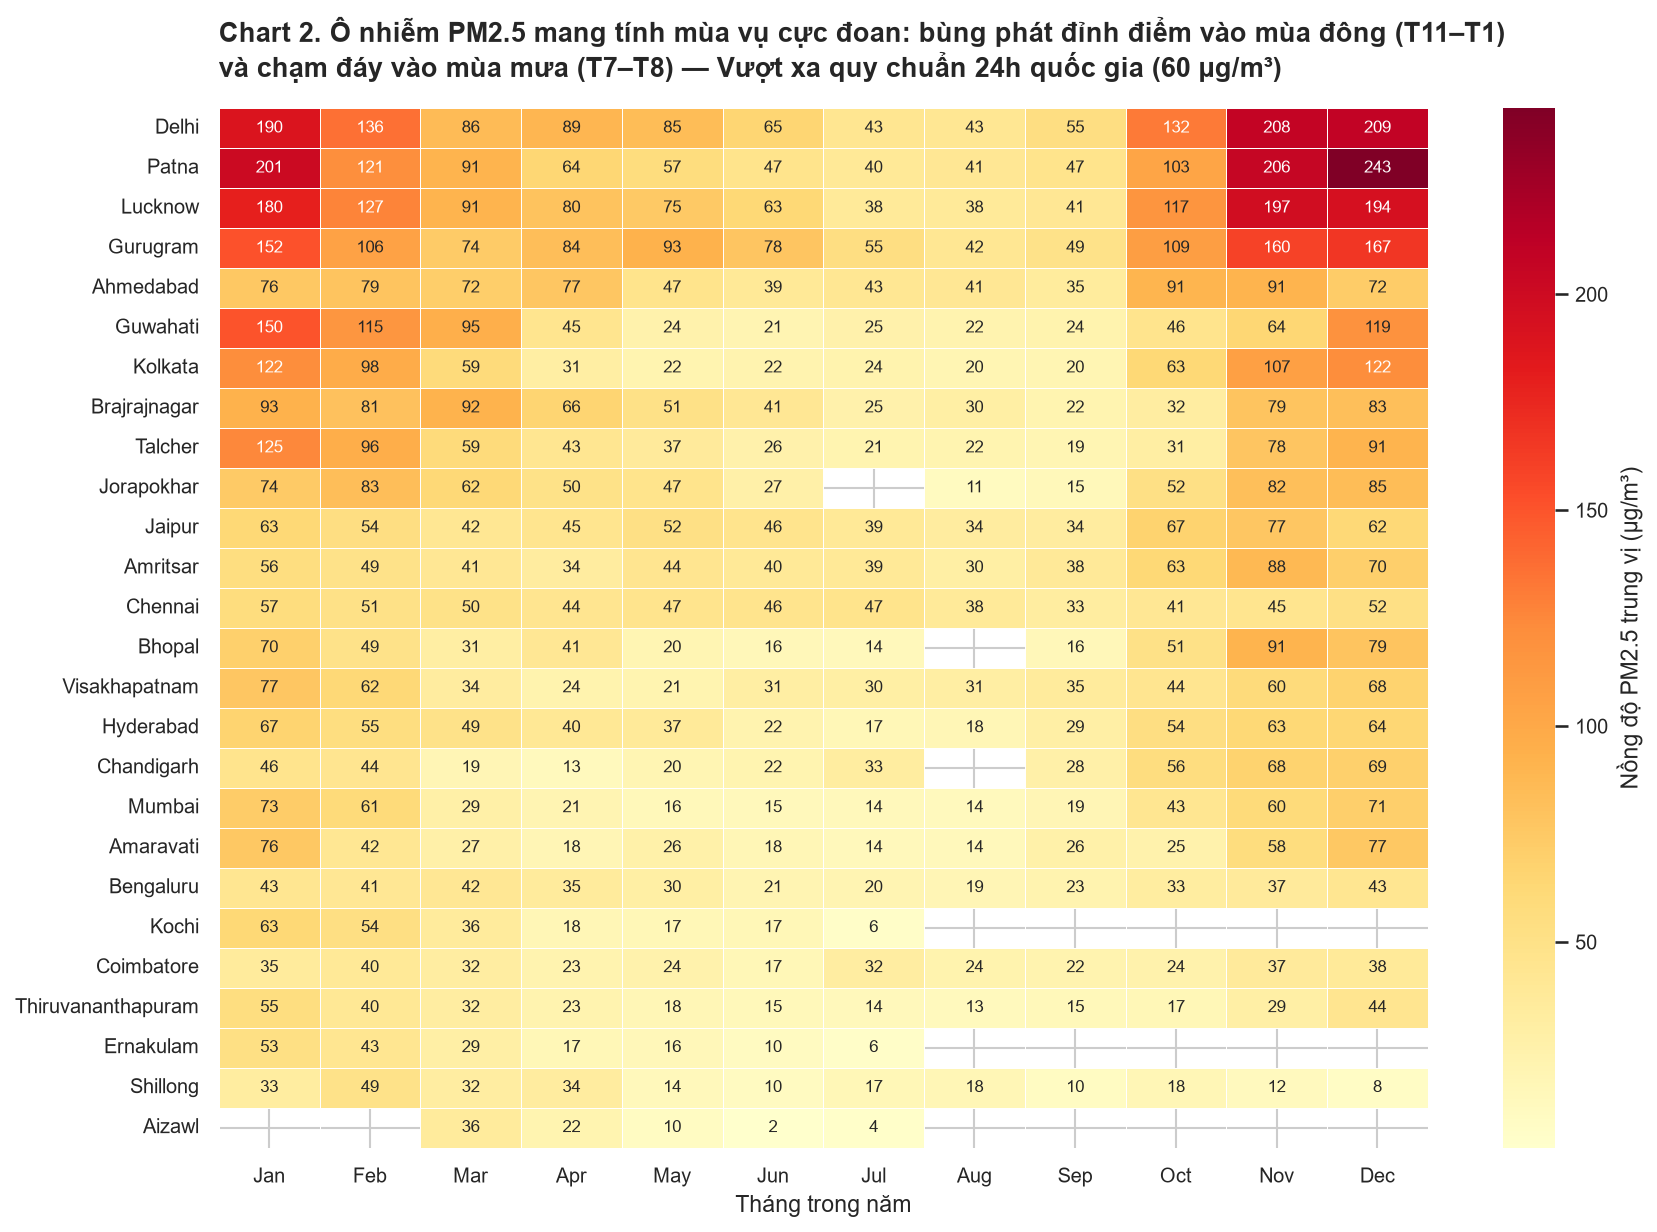 Chart 2. Ô nhiễm PM2.5 mang tính mùa vụ cực đoan: bùng phát đỉnh điểm vào mùa đông (T11–T1)
và chạm đáy vào mùa mưa (T7–T8) — Vượt xa quy chuẩn 24h quốc gia (60 µg/m³)
Delhi 190 136 86 89 85 65 43 43 55 132 208 209
Patna 201 121 91 64 57 47 40 41 47 103 206 243
Lucknow 180 127 91 80 75 63 38 38 41 117 197 194
Gurugram 152 106 74 84 93 78 55 42 49 109 160 167
Ahmedabad 76 79 72 77 47 39 43 41 35 91 91 72
Guwahati 150 115 95 45 24 21 25 22 24 46 64 119
Kolkata 122 98 59 31 22 22 24 20 20 63 107 122
Brajrajnagar 93 81 92 66 51 41 25 30 22 32 79 83
Talcher 125 96 59 43 37 26 21 22 19 31 78 91
Jorapokhar 74 83 62 50 47 27 11 15 52 82 85
Jaipur 63 54 42 45 52 46 39 34 34 67 77 62
Amritsar 56 49 41 34 44 40 39 30 38 63 88 70
Chennai 57 51 50 44 47 46 47 38 33 41 45 52
Bhopal 70 49 31 41 20 16 14 16 51 91 79
Visakhapatnam 77 62 34 24 21 31 30 31 35 44 60 68
Hyderabad 67 55 49 40 37 22 17 18 29 54 63 64
Chandigarh 46 44 19 13 20 22 33 28 56 68 69
Mumbai 73 61 29 21 16 15 14 14 19 43 60 71
Amaravati 76 42 27 18 26 18 14 14 26 25 58 77
Bengaluru 43 41 42 35 30 21 20 19 23 33 37 43
Kochi 63 54 36 18 17 17 6
Coimbatore 35 40 32 23 24 17 32 24 22 24 37 38
Thiruvananthapuram 55 40 32 23 18 15 14 13 15 17 29 44
Ernakulam 53 43 29 17 16 10 6
Shillong 33 49 32 34 14 10 17 18 10 18 12 8
Aizawl 36 22 10 2 4
Jan Feb Mar Apr May Jun Jul Aug Sep Oct Nov Dec
Tháng trong năm
200
150
100
50
Nồng độ PM2.5 trung vị (µg/m³)